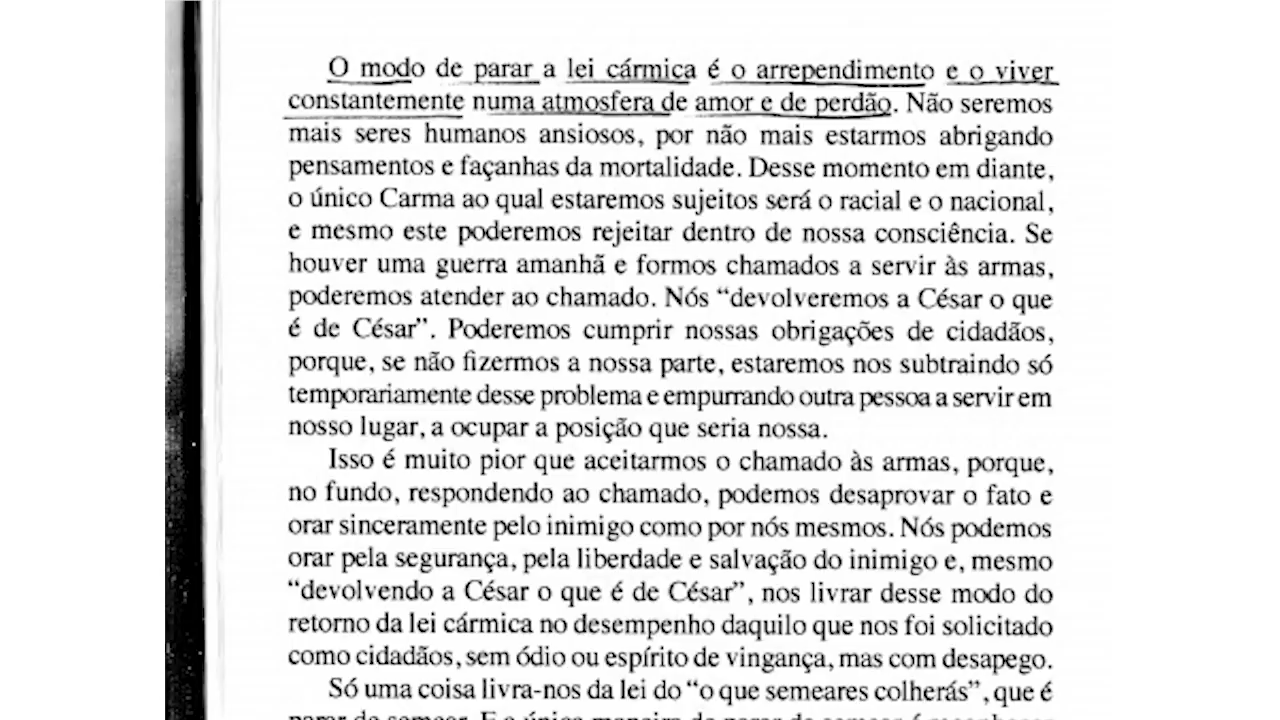 O modo de parar a lei cármica é o arrependimento e o viver
constantemente numa atmosfera de amor e de perdão. Não seremos
mais seres humanos ansiosos, por não mais estarmos abrigando
pensamentos e façanhas da mortalidade. Desse momento em diante,
o único Carma ao qual estaremos sujeitos será o racial e o nacional,
e mesmo este poderemos rejeitar dentro de nossa consciência. Se
houver uma guerra amanhã e formos chamados a servir às armas,
poderemos atender ao chamado. Nós “devolveremos a César o que
é de César”. Poderemos cumprir nossas obrigações de cidadãos,
porque, se não fizermos a nossa parte, estaremos nos subtraindo só
temporariamente desse problema e empurrando outra pessoa a servir em
nosso lugar, a ocupar a posição que seria nossa.
Isso é muito pior que aceitarmos o chamado às armas, porque,
no fundo, respondendo ao chamado, podemos desaprovar o fato e
orar sinceramente pelo inimigo como por nós mesmos. Nós podemos
orar pela segurança, pela liberdade e salvação do inimigo e, mesmo
“devolvendo a César o que é de César”, nos livrar desse modo do
retorno da lei cármica no desempenho daquilo que nos foi solicitado
como cidadãos, sem ódio ou espírito de vingança, mas com desapego.
Só uma coisa livra-nos da lei do “o que semeares colherás”, que é